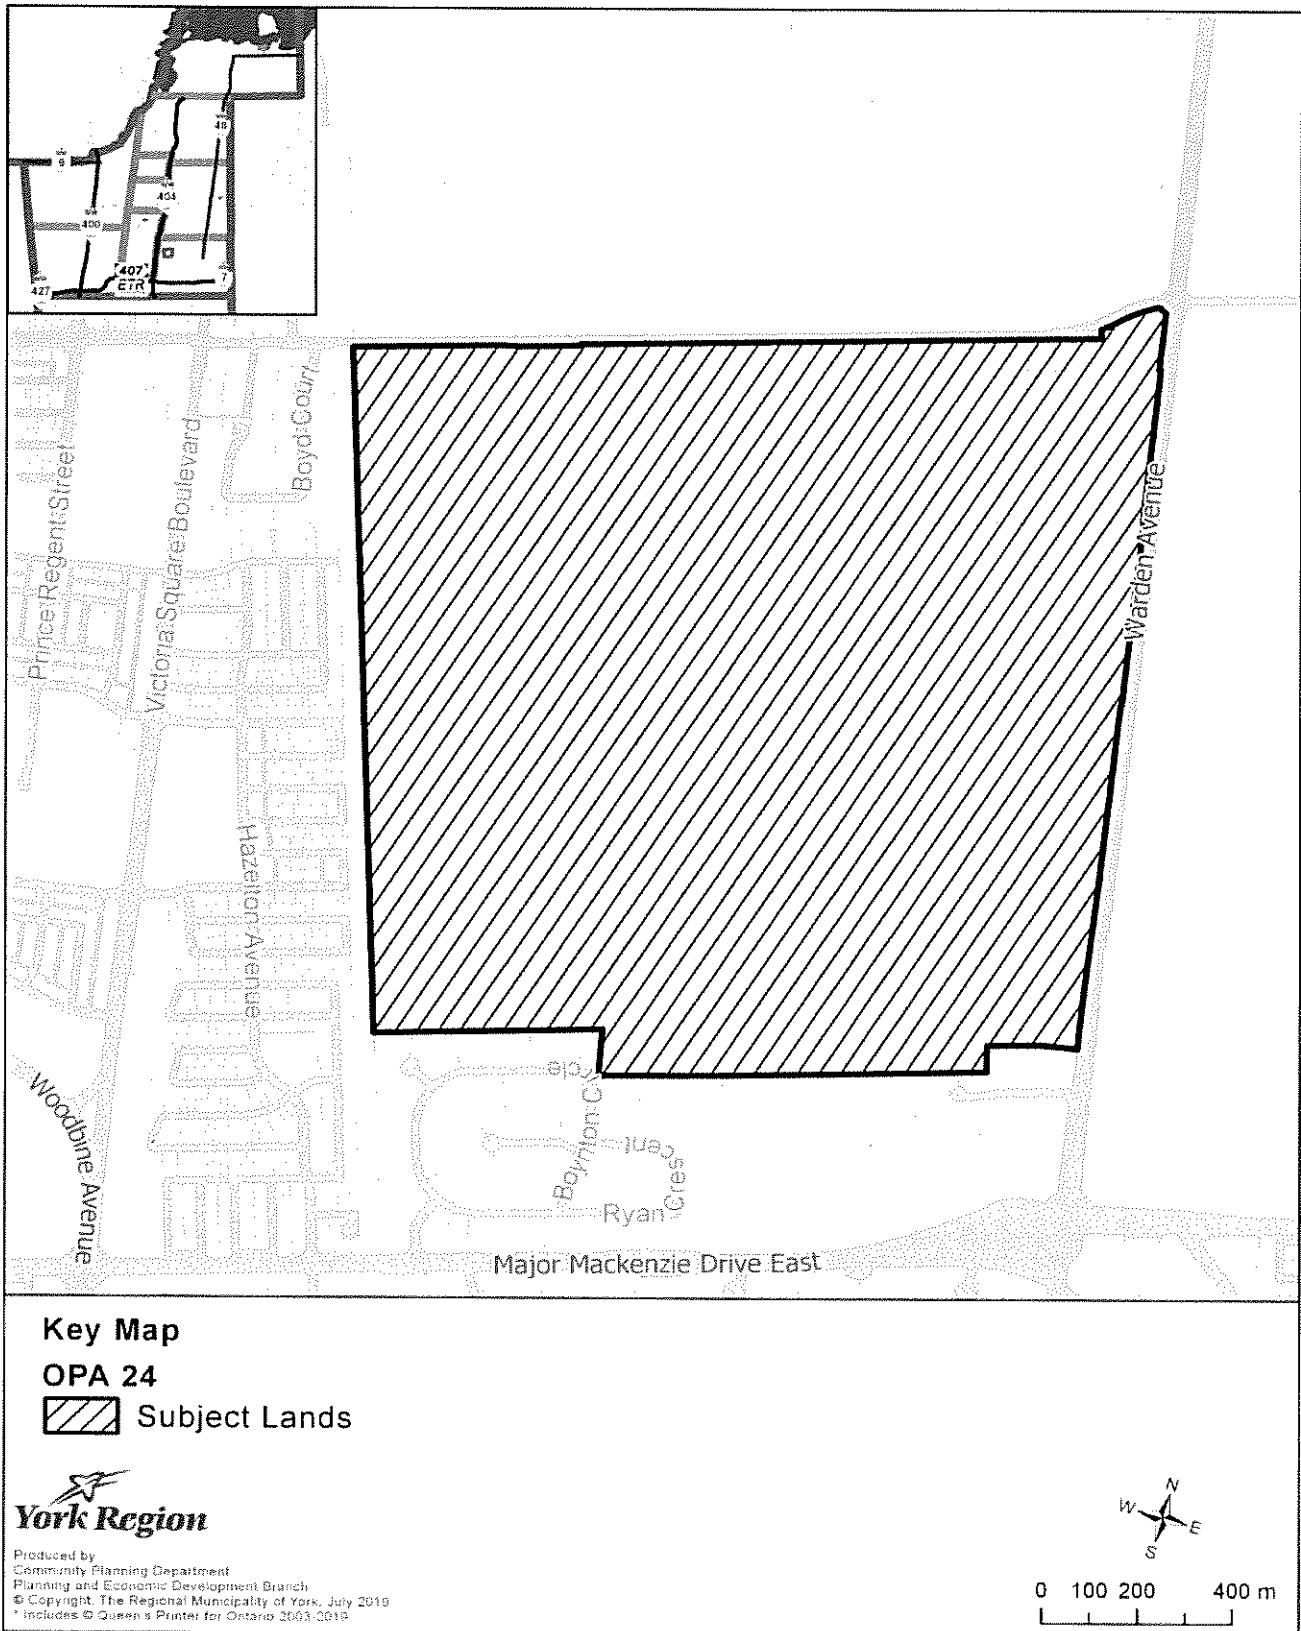 48
9
404
400
407
ETR
7
427
Prince Regent Street
Victoria Square Boulevard
Boyd Court
Warden Avenue
Hazelton Avenue
Woodbine Avenue
Boynton Circle
Ryan Crescent
Major Mackenzie Drive East
Key Map
OPA 24
Subject Lands
York Region
Produced by
Community Planning Department
Planning and Economic Development Branch
© Copyright, The Regional Municipality of York, July 2019
* Includes © Queen's Printer for Ontario 2003-2019
N
W
E
S
0 100 200 400 m